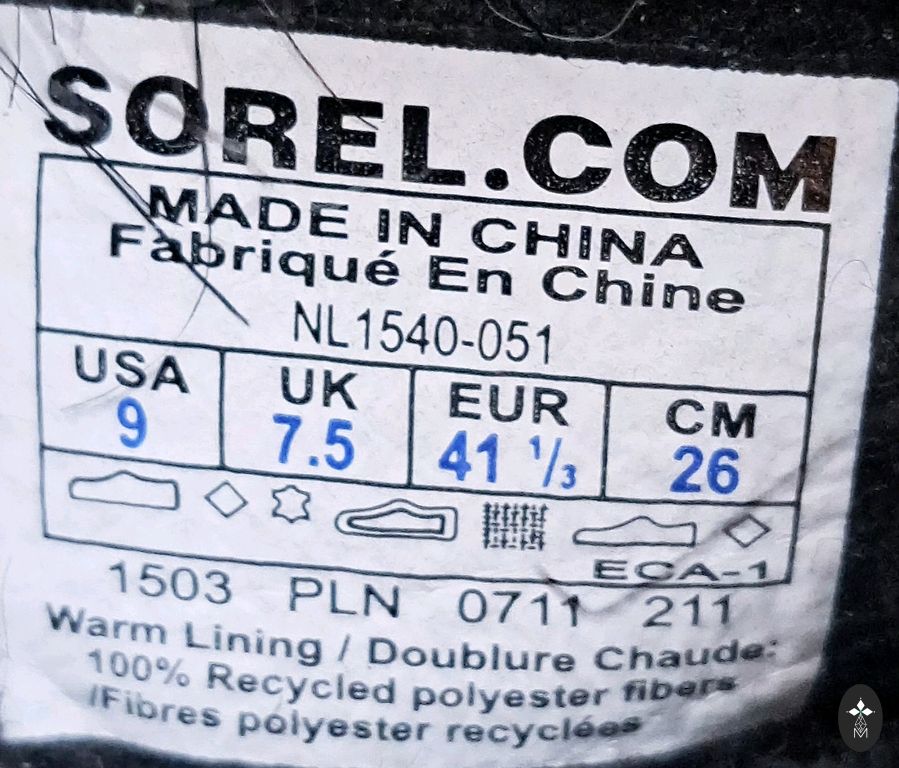 SOREL.COM
MADE IN CHINA
Fabriqué En Chine
NL1540-051
USA UK EUR CM
9 7.5 41 1/3 26
ECA-1
1503 PLN 0711 211
Warm Lining / Doublure Chaude:
100% Recycled polyester fibers
/Fibres polyester recyclées
M